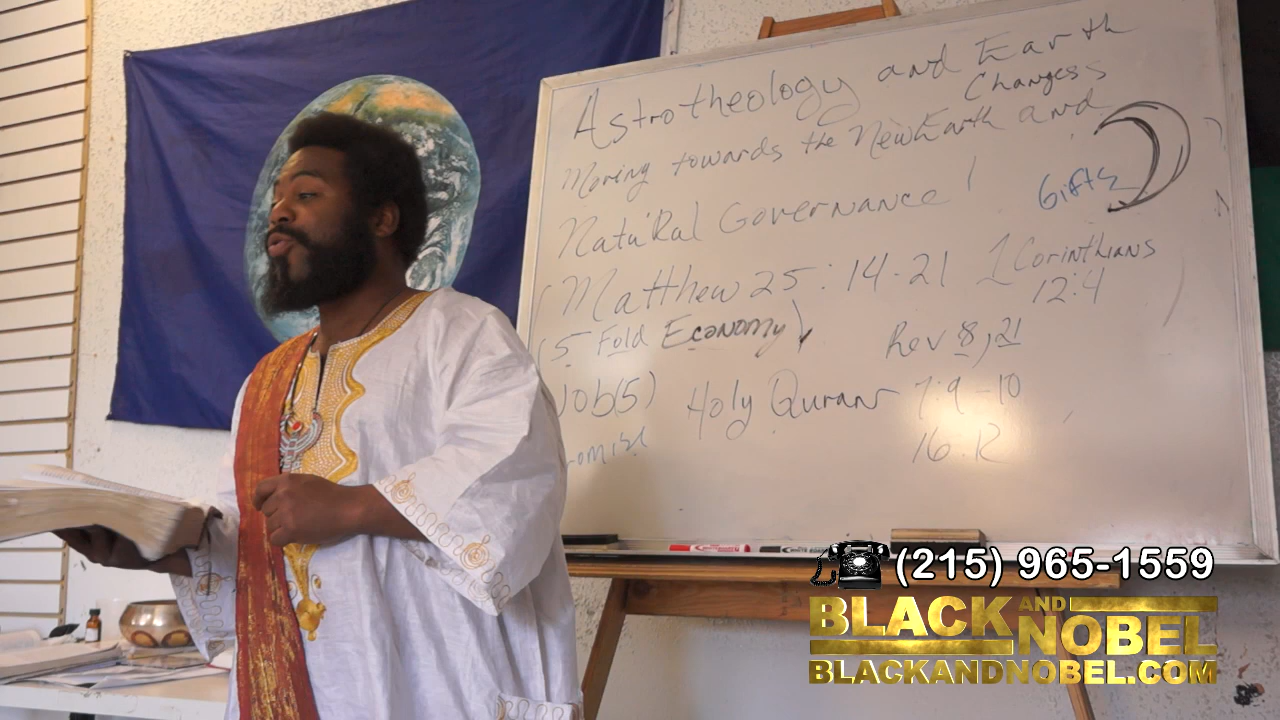 Astrotheology and Earth
Changes
Moving towards the New Earth and
Natural Governance !
Gifts
(Matthew 25:14-21
1 Corinthians
12:4
(5 Fold Economy)
Rev 8,21
Job(5)
Holy Quran 7:9-10
16:12
(215) 965-1559
BLACK AND NOBEL
BLACKANDNOBEL.COM